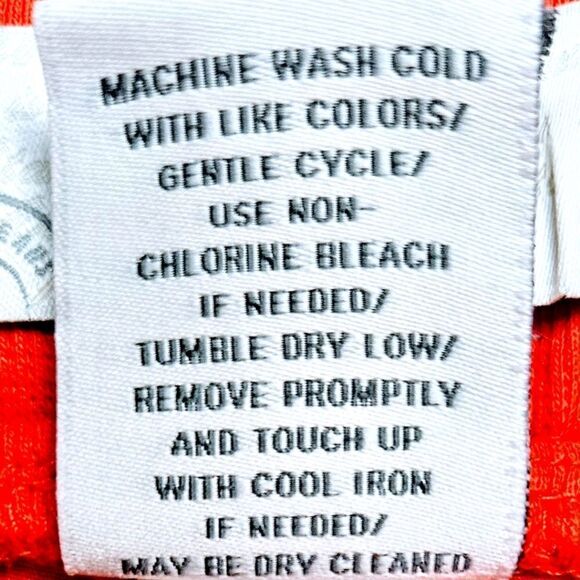 MACHINE WASH COLD
WITH LIKE COLORS/
GENTLE CYCLE/
USE NON-
CHLORINE BLEACH
IF NEEDED/
TUMBLE DRY LOW/
REMOVE PROMPTLY
AND TOUCH UP
WITH COOL IRON
IF NEEDED/
MAY BE DRY CLEANED